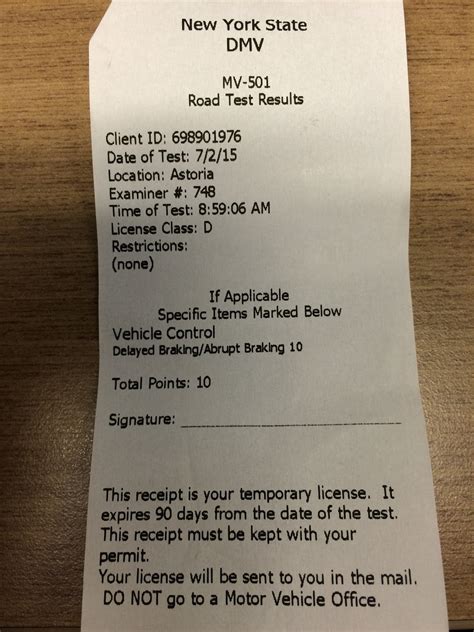 New York State
DMV
MV-501
Road Test Results
Client ID: 698901976
Date of Test: 7/2/15
Location: Astoria
Examiner #: 748
Time of Test: 8:59:06 AM
License Class: D
Restrictions:
(none)
If Applicable
Specific Items Marked Below
Vehicle Control
Delayed Braking/Abrupt Braking 10
Total Points: 10
Signature: ____________________
This receipt is your temporary license. It
expires 90 days from the date of the test.
This receipt must be kept with your
permit.
Your license will be sent to you in the mail.
DO NOT go to a Motor Vehicle Office.